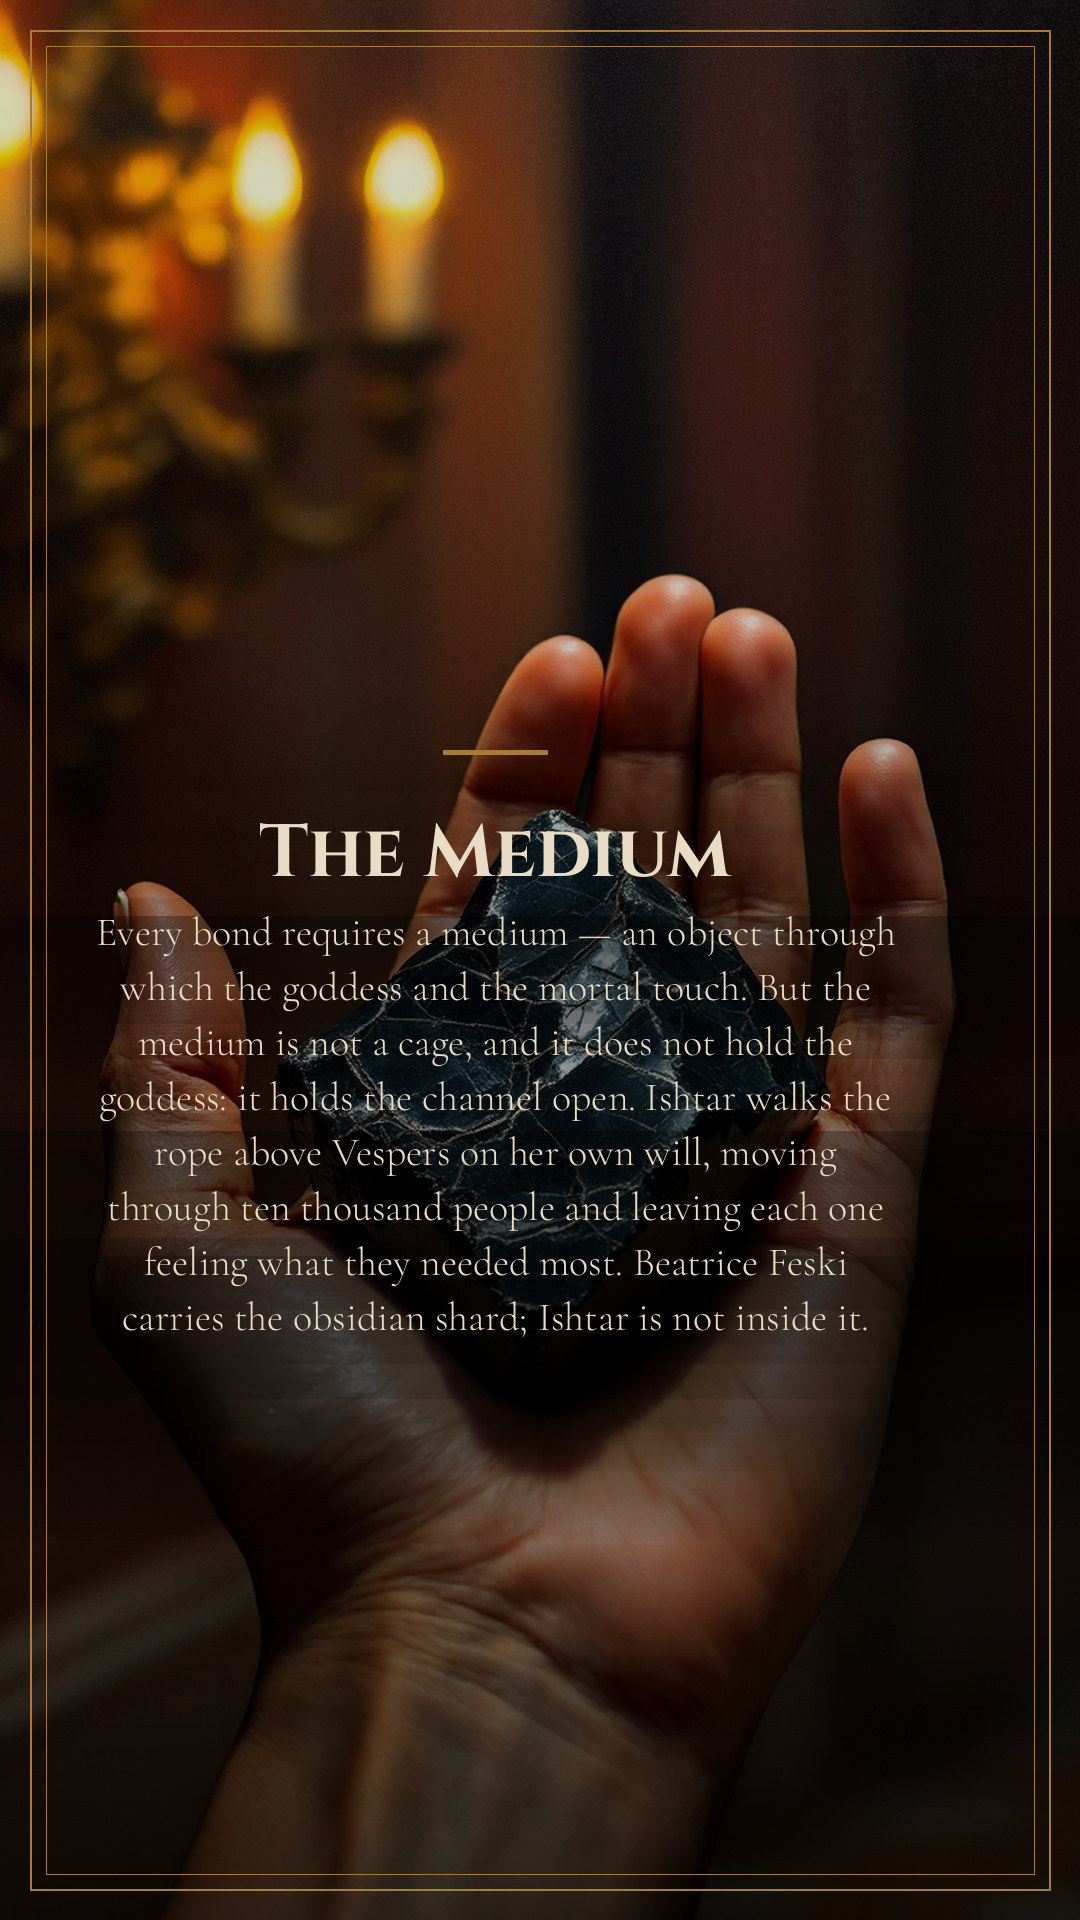 The Medium
Every bond requires a medium — an object through
which the goddess and the mortal touch. But the
medium is not a cage, and it does not hold the
goddess: it holds the channel open. Ishtar walks the
rope above Vespers on her own will, moving
through ten thousand people and leaving each one
feeling what they needed most. Beatrice Feski
carries the obsidian shard; Ishtar is not inside it.